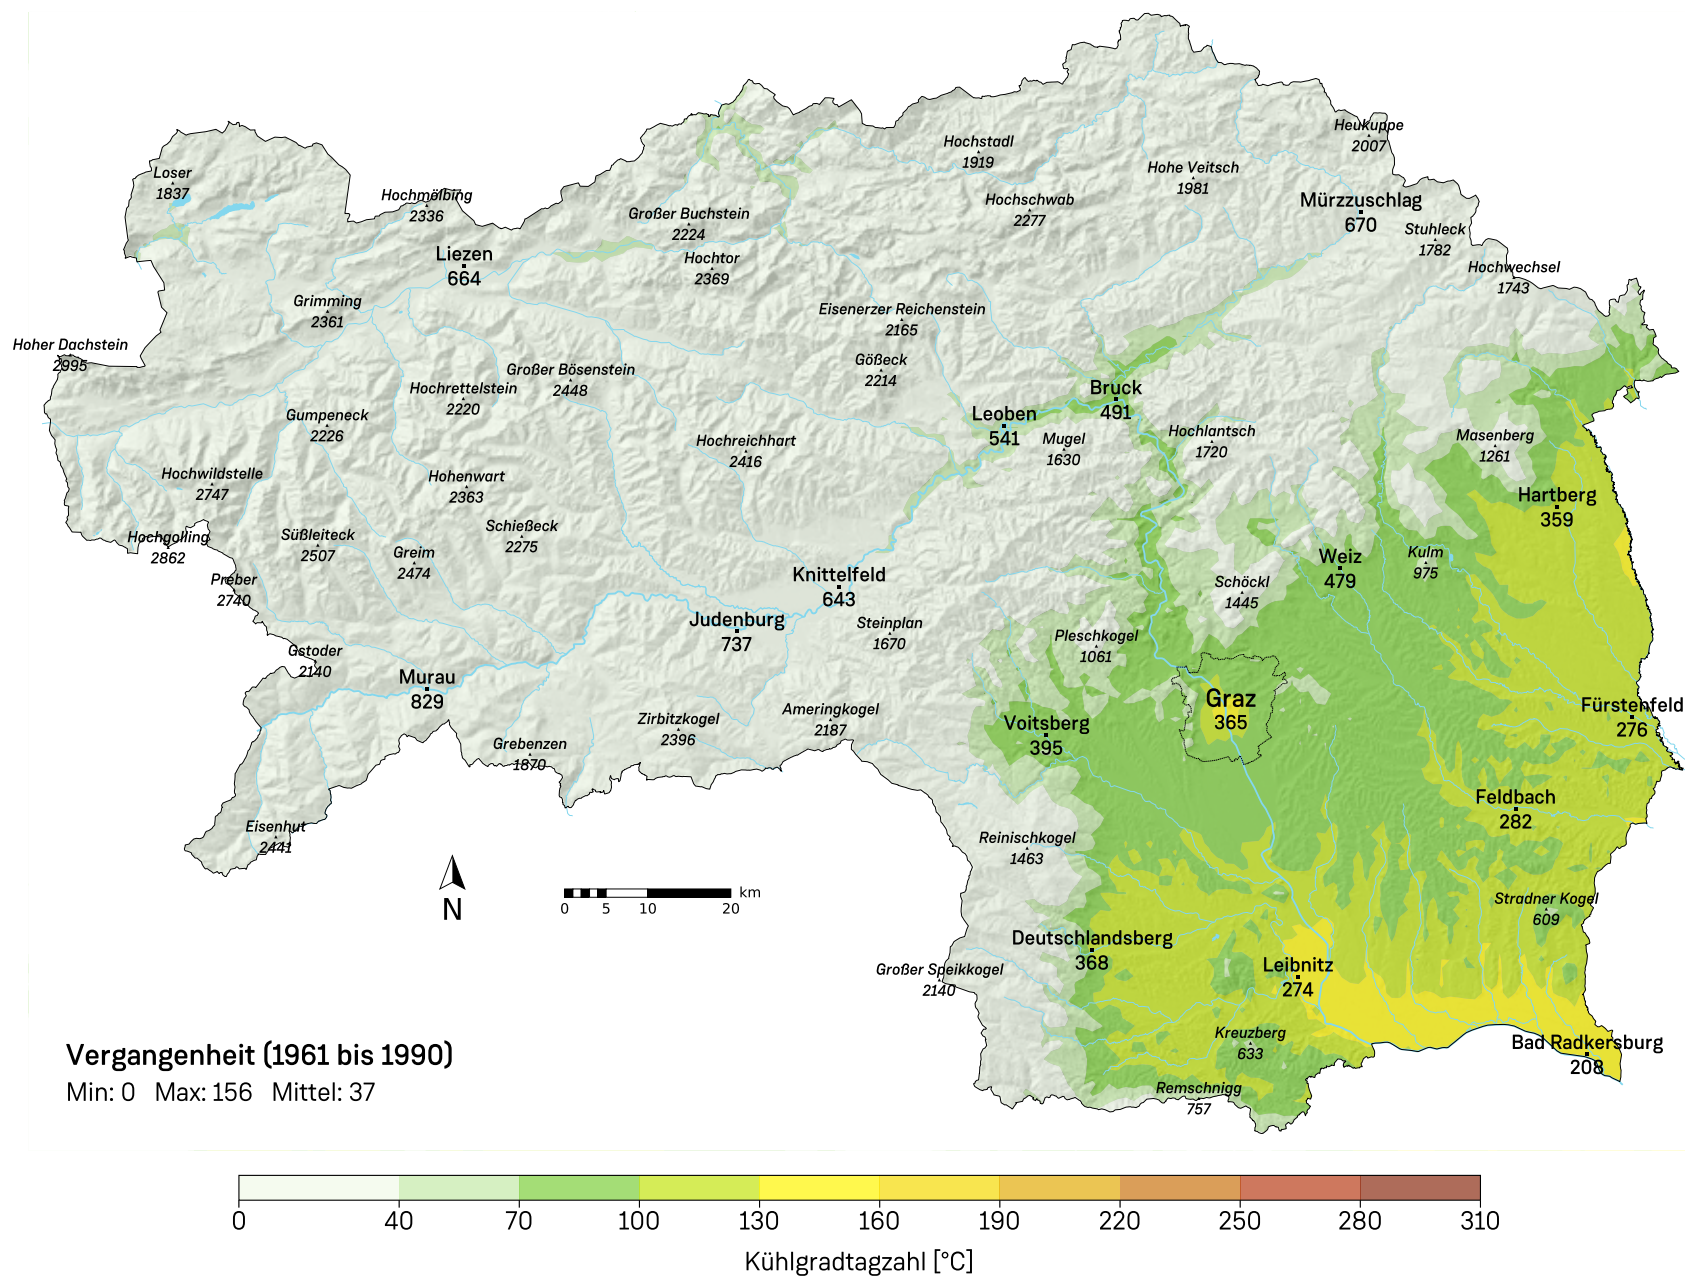 Heukuppe
2007
Hochstadl
1919
Hohe Veitsch
1981
Loser
1837
Hochmölbing
2336
Hochschwab
2277
Mürzzuschlag
670
Großer Buchstein
2224
Stuhleck
1782
Liezen
664
Hochtor
2369
Hochwechsel
1743
Grimming
2361
Eisenerzer Reichenstein
2165
Hoher Dachstein
2995
Großer Bösenstein
2448
Gößeck
2214
Hochrettelstein
2220
Bruck
491
Gumpeneck
2226
Leoben
541
Hochreichhart
2416
Mugel
1630
Hochlantsch
1720
Masenberg
1261
Hochwildstelle
2747
Hohenwart
2363
Hartberg
359
Hochgolling
2862
Süßleiteck
2507
Schießeck
2275
Greim
2474
Weiz
479
Kulm
975
Preber
2740
Knittelfeld
643
Schöckl
1445
Judenburg
737
Steinplan
1670
Pleschkogel
1061
Gstoder
2140
Murau
829
Graz
365
Zirbitzkogel
2396
Ameringkogel
2187
Voitsberg
395
Fürstenfeld
276
Grebenzen
1870
Feldbach
282
Eisenhut
2441
Reinischkogel
1463
Stradner Kogel
609
N
km
0 5 10 20
Deutschlandsberg
368
Leibnitz
274
Großer Speikkogel
2140
Kreuzberg
633
Bad Radkersburg
208
Vergangenheit (1961 bis 1990)
Min: 0 Max: 156 Mittel: 37
Remschnigg
757
0 40 70 100 130 160 190 220 250 280 310
Kühlgradtagzahl [°C]